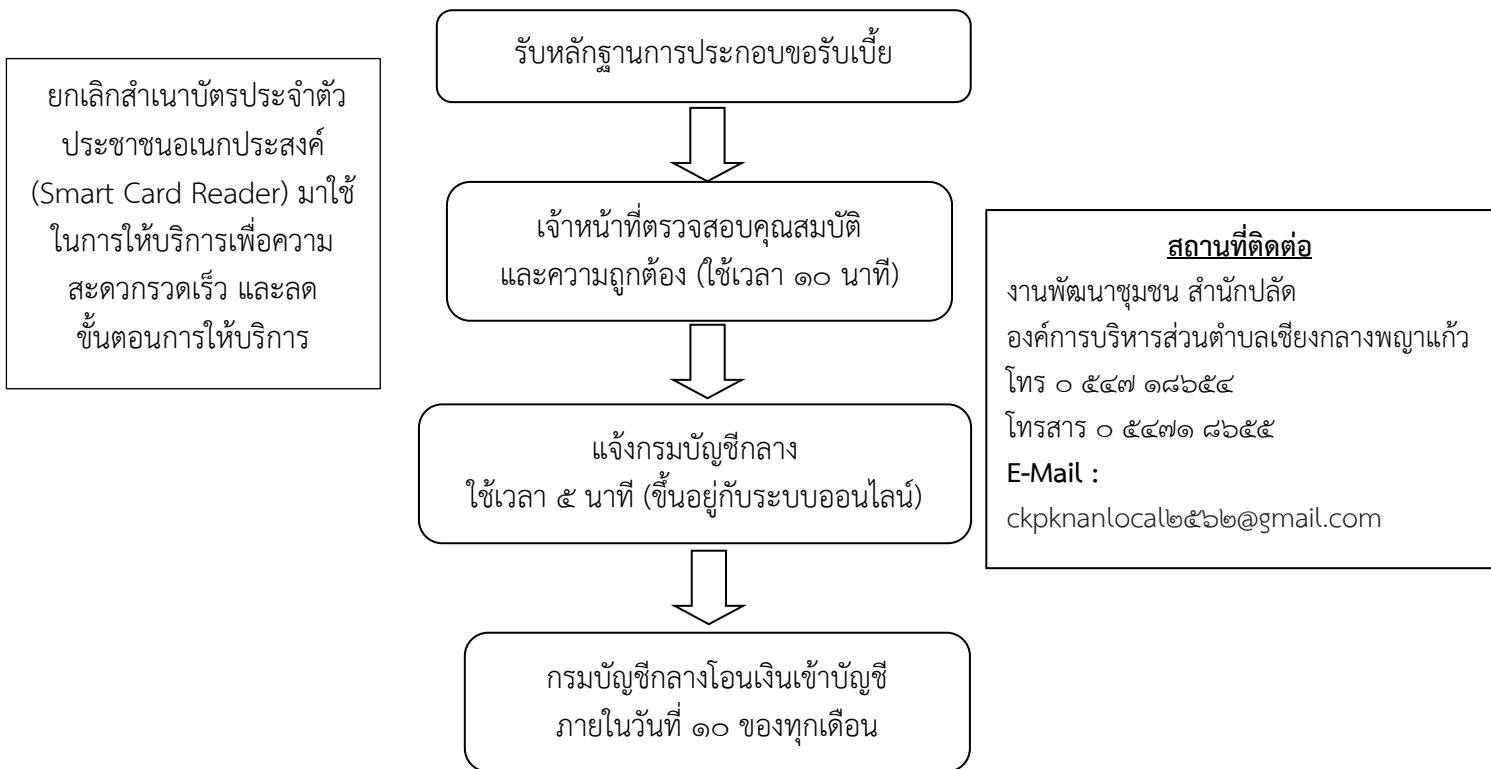 รับหลักฐานการประกอบขอรับเบี้ย
ยกเลิกสำเนาบัตรประจำตัว
ประชาชนอเนกประสงค์
(Smart Card Reader) มาใช้
ในการให้บริการเพื่อความ
สะดวกรวดเร็ว และลด
ขั้นตอนการให้บริการ
เจ้าหน้าที่ตรวจสอบคุณสมบัติ
และความถูกต้อง (ใช้เวลา ๑๐ นาที)
สถานที่ติดต่อ
งานพัฒนาชุมชน สำนักปลัด
องค์การบริหารส่วนตำบลเชียงกลางพญาแก้ว
โทร ๐ ๕๔๗ ๑๘๖๕๔
โทรสาร ๐ ๕๔๗๑ ๘๖๕๕
E-Mail :
ckpknanlocal๒๕๖๒@gmail.com
แจ้งกรมบัญชีกลาง
ใช้เวลา ๕ นาที (ขึ้นอยู่กับระบบออนไลน์)
กรมบัญชีกลางโอนเงินเข้าบัญชี
ภายในวันที่ ๑๐ ของทุกเดือน